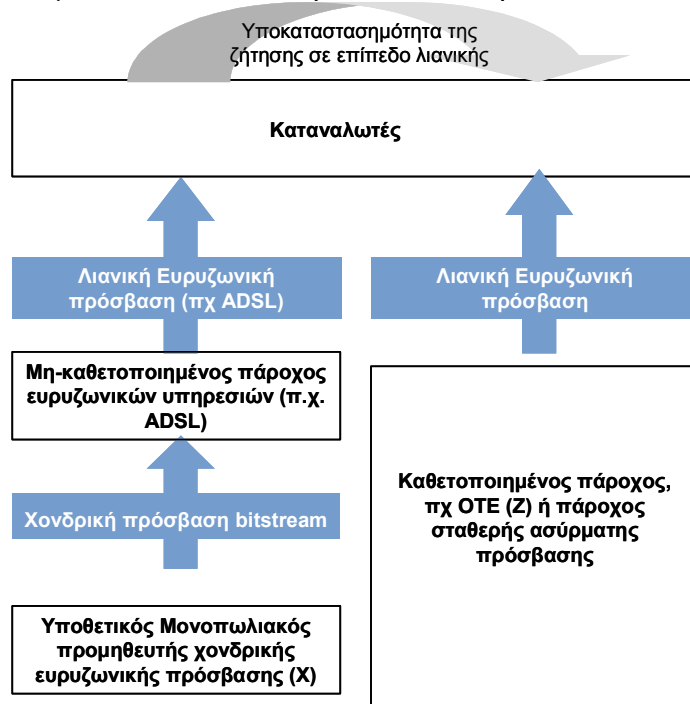 Υποκαταστασημότητα της
ζήτησης σε επίπεδο λιανικής
Καταναλωτές
Λιανική Ευρυζωνική
πρόσβαση (πχ ADSL)
Λιανική Ευρυζωνική
πρόσβαση
Μη-καθετοποιημένος πάροχος
ευρυζωνικών υπηρεσιών (π.χ.
ADSL)
Χονδρική πρόσβαση bitstream
Υποθετικός Μονοπωλιακός
προμηθευτής χονδρικής
ευρυζωνικής πρόσβασης (Χ)
Καθετοποιημένος πάροχος,
πχ ΟΤΕ (Ζ) ή πάροχος
σταθερής ασύρματης
πρόσβασης